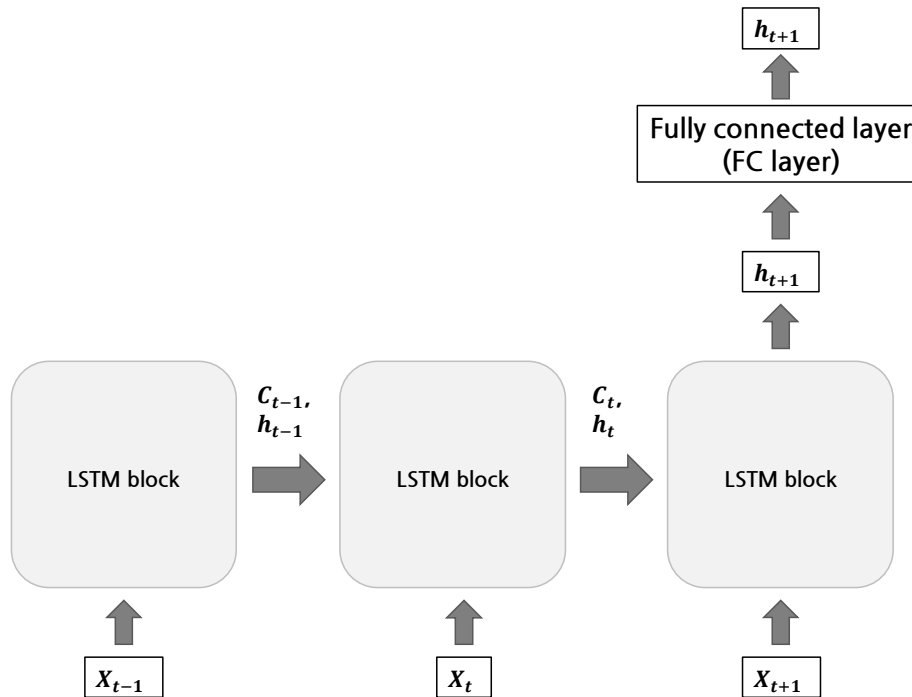 h_{t+1}
Fully connected layer
(FC layer)
h_{t+1}
C_{t-1},
h_{t-1}
C_t,
h_t
LSTM block
LSTM block
LSTM block
X_{t-1}
X_t
X_{t+1}